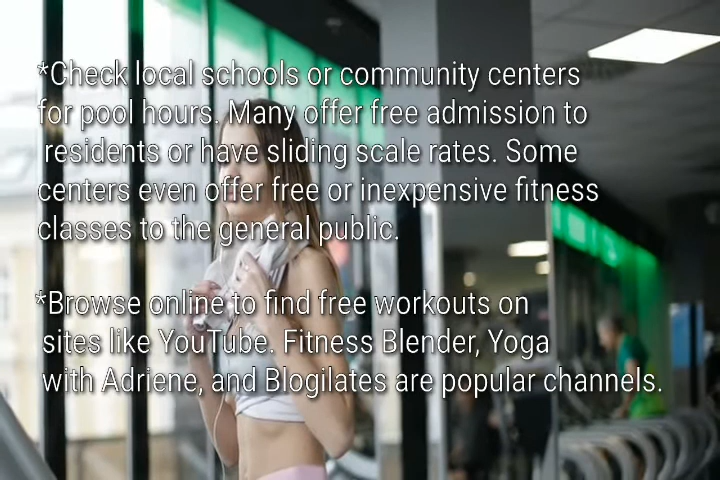 *Check local schools or community centers
for pool hours. Many offer free admission to
residents or have sliding scale rates. Some
centers even offer free or inexpensive fitness
classes to the general public.
*Browse online to find free workouts on
sites like YouTube. Fitness Blender, Yoga
with Adriene, and Blogilates are popular channels.